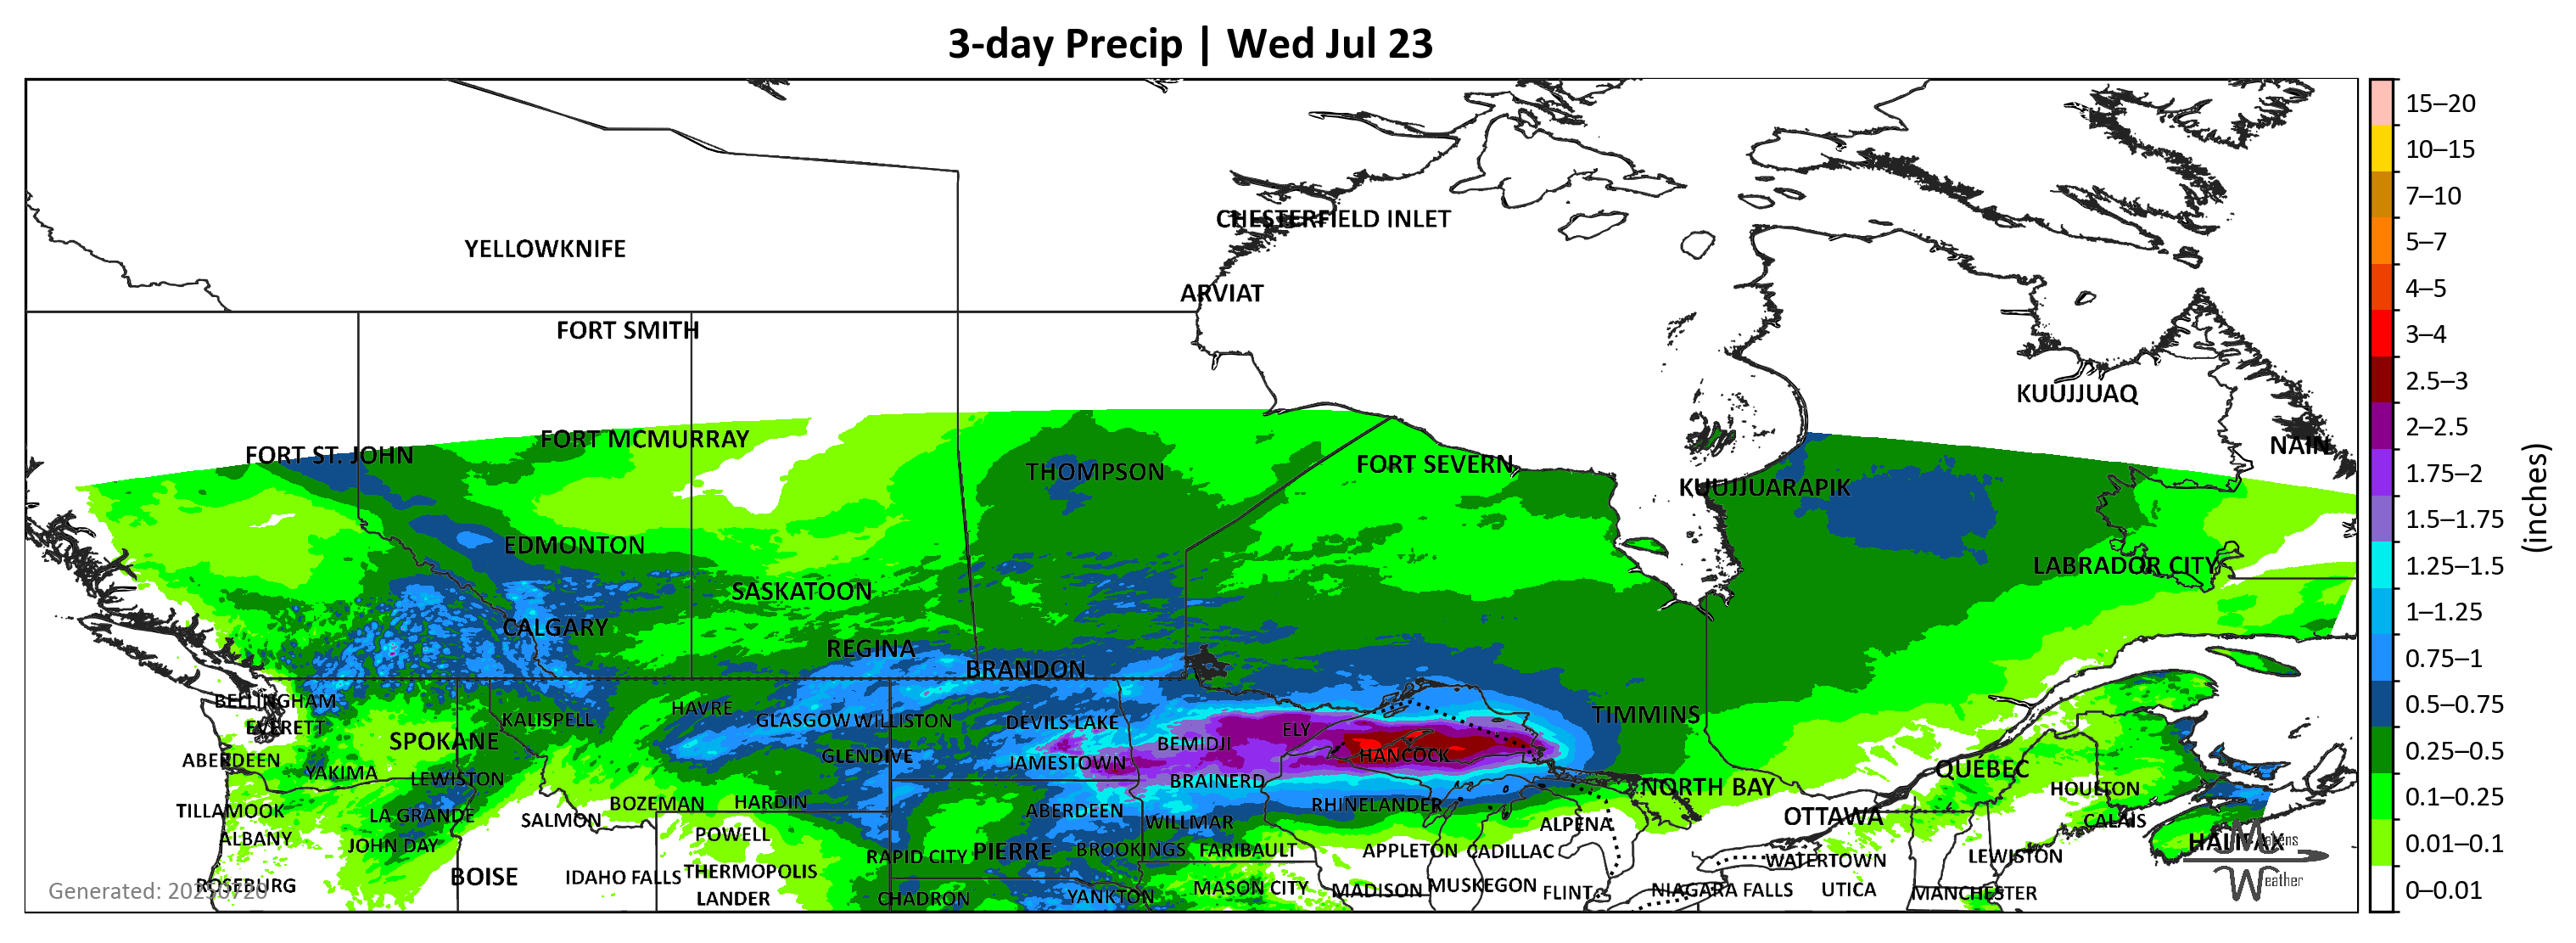 3-day Precip | Wed Jul 23
CHESTERFIELD INLET
YELLOWKNIFE
ARVIAT
FORT SMITH
KUUJJUAQ
FORT ST. JOHN
FORT MCMURRAY
THOMPSON
FORT SEVERN
KUUJJUARAPIK
NAIN
EDMONTON
LABRADOR CITY
SASKATOON
CALGARY
REGINA
BRANDON
BELLINGHAM
EVERETT
KALISPELL
HAVRE
GLASGOW
WILLISTON
DEVILS LAKE
ELY
TIMMINS
SPOKANE
BEMIDJI
ABERDEEN
YAKIMA
LEWISTON
GLENDIVE
JAMESTOWN
HANCOCK
BRAINERD
QUEBEC
NORTH BAY
HOULTON
TILLAMOOK
LA GRANDE
SALMON
BOZEMAN
HARDIN
ABERDEEN
WILLMAR
RHINELANDER
ALPENA
OTTAWA
CALAIS
ALBANY
JOHN DAY
POWELL
RAPID CITY
PIERRE
BROOKINGS
FARIBAULT
APPLETON
CADILLAC
WATERTOWN
LEWISTON
HALIFAX
Mavens
Weather
ROSEBURG
BOISE
IDAHO FALLS
THERMOPOLIS
LANDER
CHADRON
YANKTON
MASON CITY
MADISON
MUSKEGON
FLINT
NIAGARA FALLS
UTICA
MANCHESTER
Generated: 20250720
15–20
10–15
7–10
5–7
4–5
3–4
2.5–3
2–2.5
1.75–2
1.5–1.75
1.25–1.5
1–1.25
0.75–1
0.5–0.75
0.25–0.5
0.1–0.25
0.01–0.1
0–0.01
(inches)